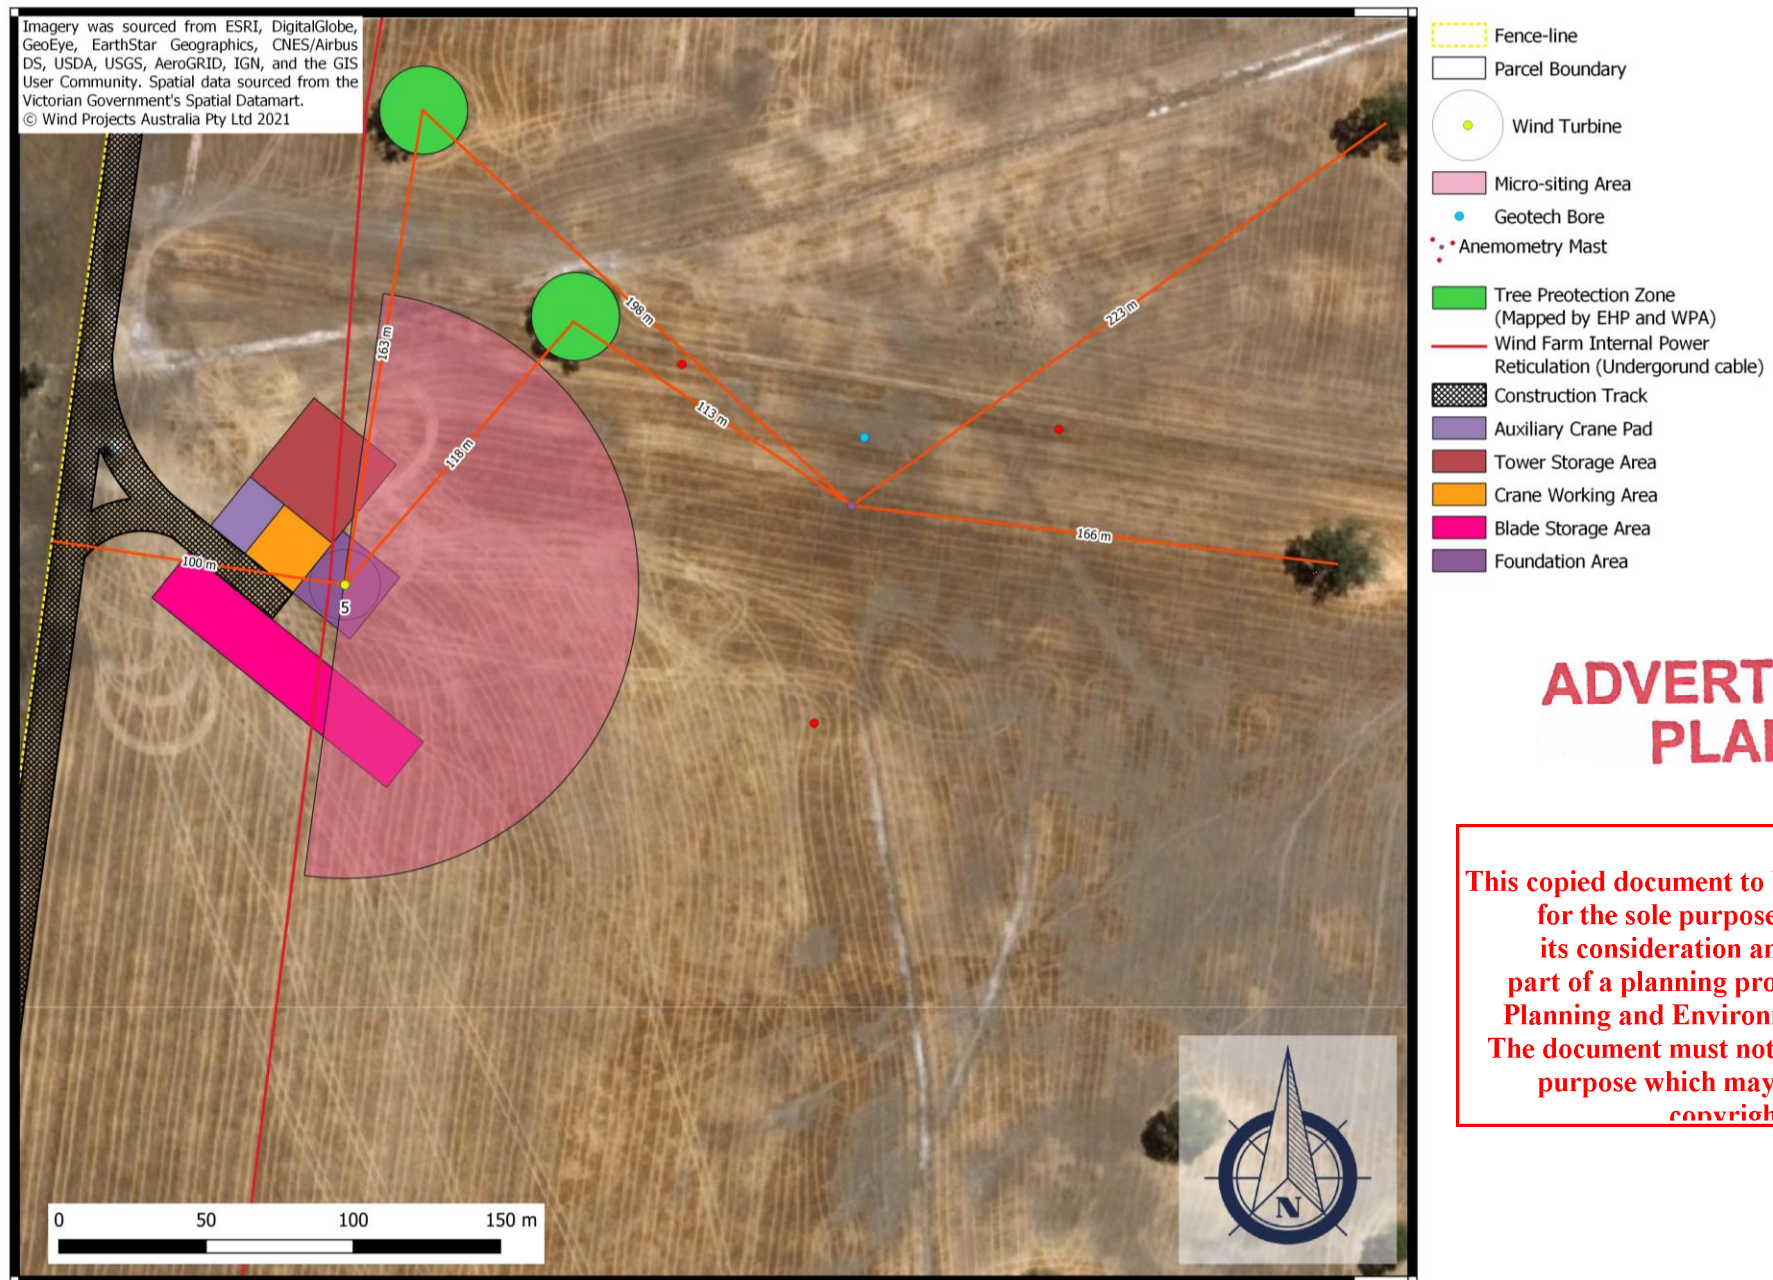 Imagery was sourced from ESRI, DigitalGlobe,
GeoEye, EarthStar Geographics, CNES/Airbus
DS, USDA, USGS, AeroGRID, IGN, and the GIS
User Community. Spatial data sourced from the
Victorian Government's Spatial Datamart.
© Wind Projects Australia Pty Ltd 2021
163 m
198 m
223 m
118 m
113 m
166 m
100 m
5
0 50 100 150 m
N
Fence-line
Parcel Boundary
Wind Turbine
Micro-siting Area
Geotech Bore
Anemometry Mast
Tree Preotection Zone
(Mapped by EHP and WPA)
Wind Farm Internal Power
Reticulation (Undergorund cable)
Construction Track
Auxiliary Crane Pad
Tower Storage Area
Crane Working Area
Blade Storage Area
Foundation Area
ADVERT
PLA
This copied document to
for the sole purpose
its consideration an
part of a planning pro
Planning and Environ
The document must not
purpose which may
copyrigh